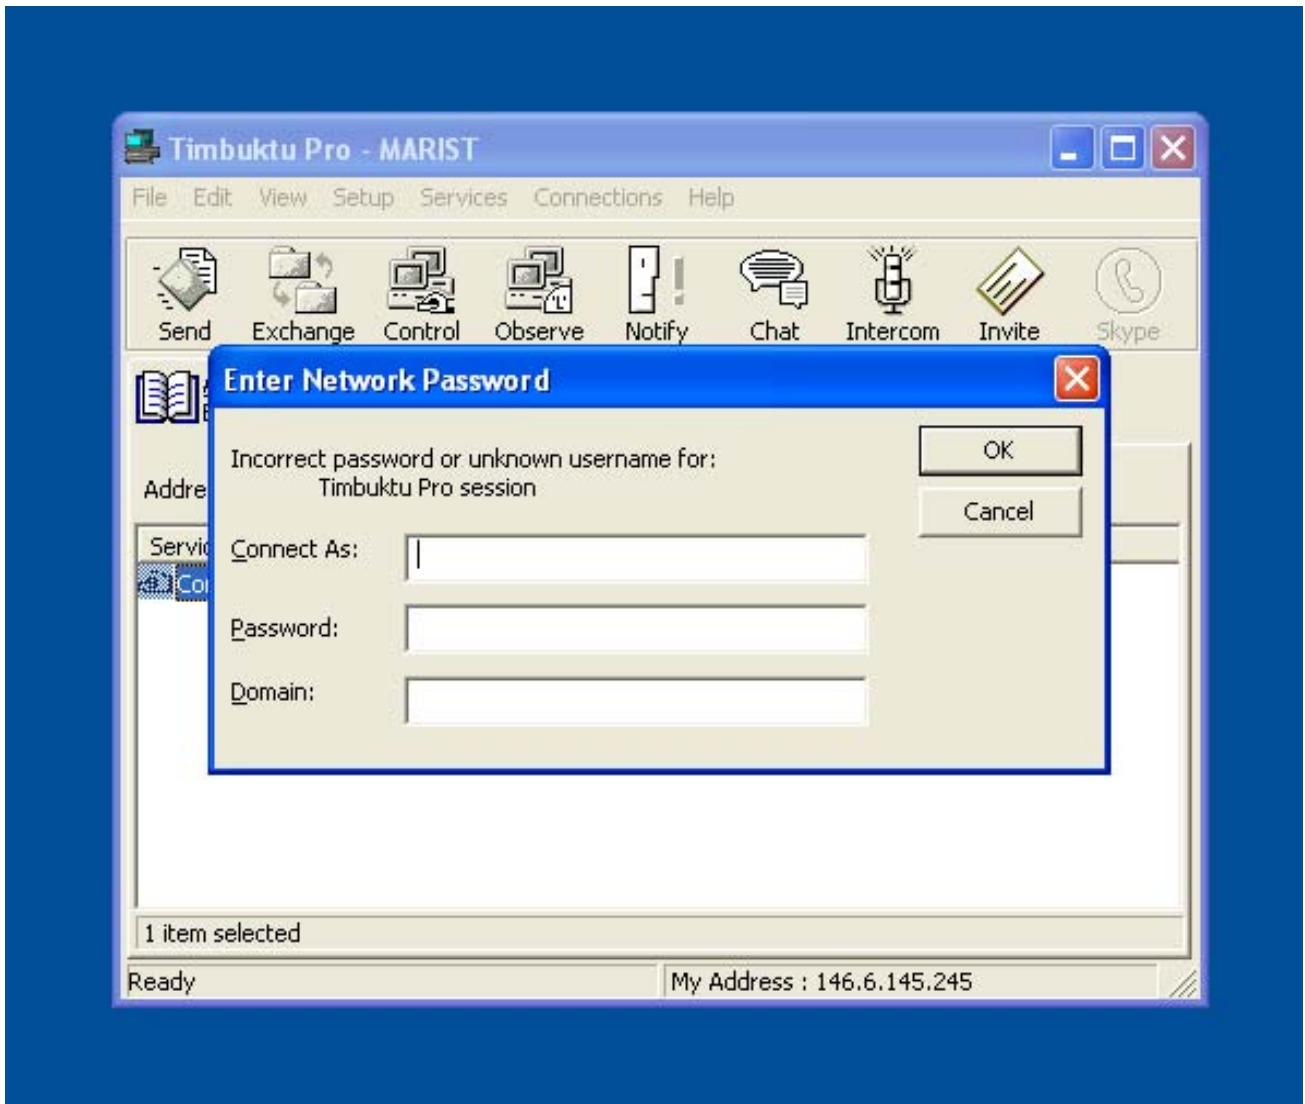 Timbuktu Pro - MARIST
File Edit View Setup Services Connections Help
Send Exchange Control Observe Notify Chat Intercom Invite Skype
Enter Network Password
Incorrect password or unknown username for:
Timbuktu Pro session
OK
Cancel
Addre
Servic
Connect As:
Co
Password:
Domain:
1 item selected
Ready My Address : 146.6.145.245